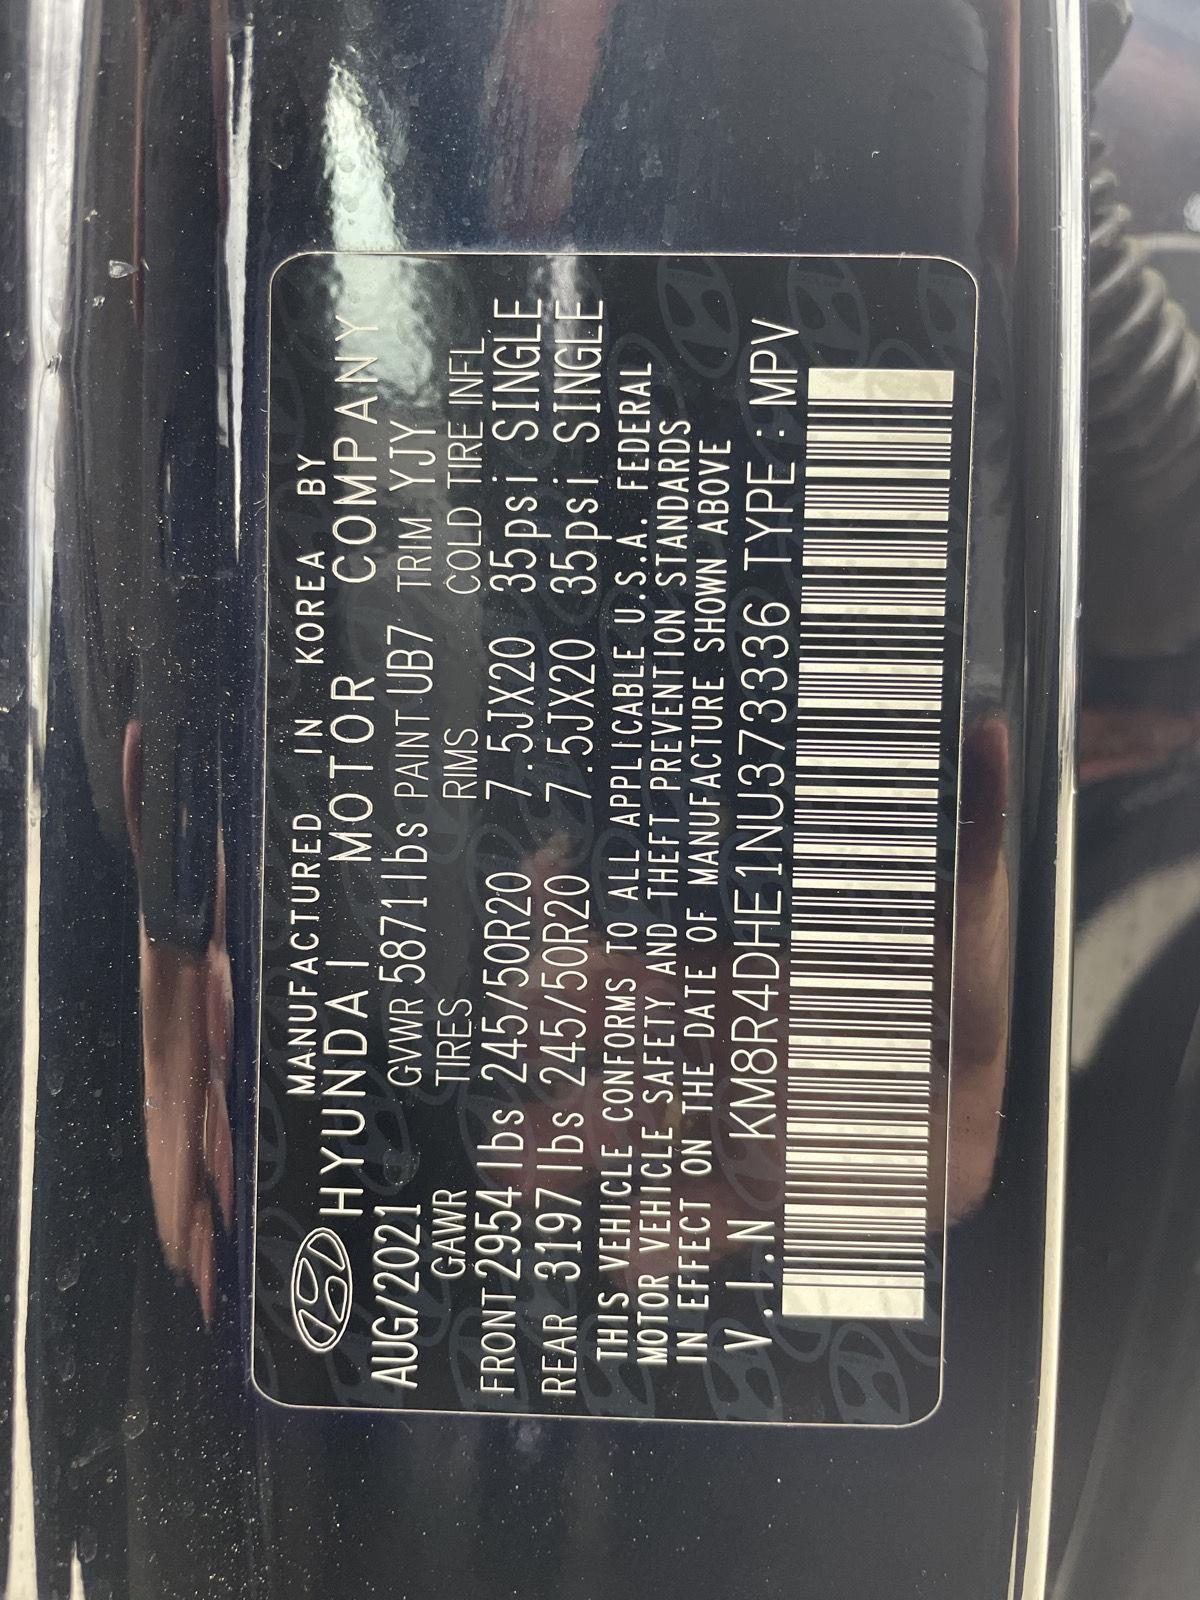 MANUFACTURED IN KOREA BY
HYUNDAI MOTOR COMPANY
AUG/2021 GVWR 5871 lbs PAINT UB7 TRIM YJY
GAWR TIRES RIMS COLD TIRE INFL
FRONT 2954 lbs 245/50R20 7.5JX20 35psi SINGLE
REAR 3197 lbs 245/50R20 7.5JX20 35psi SINGLE
THIS VEHICLE CONFORMS TO ALL APPLICABLE U.S.A. FEDERAL
MOTOR VEHICLE SAFETY AND THEFT PREVENTION STANDARDS
IN EFFECT ON THE DATE OF MANUFACTURE SHOWN ABOVE
V.I.N KM8R4DHE1NU373336 TYPE:MPV